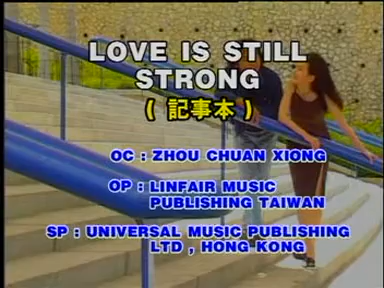 LOVE IS STILL
STRONG
( 記事本 )
OC : ZHOU CHUAN XIONG
OP : LINFAIR MUSIC
PUBLISHING TAIWAN
SP : UNIVERSAL MUSIC PUBLISHING
LTD , HONG KONG